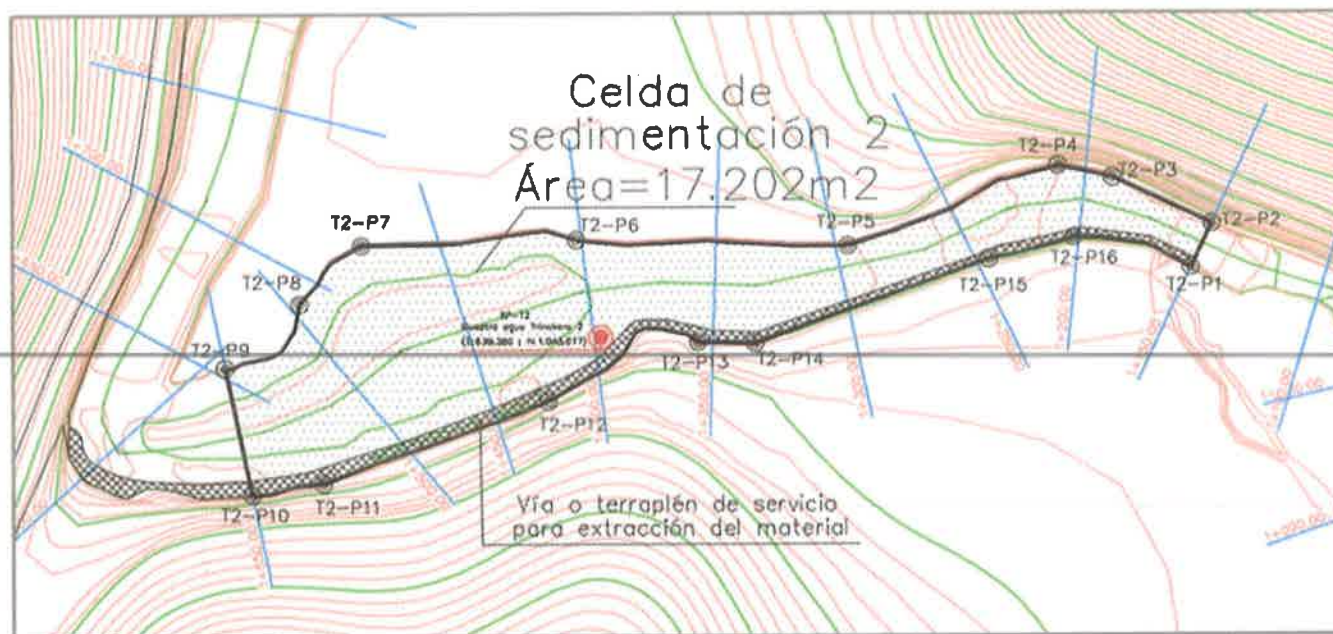 Celda de
sedimentación 2
Área=17.202m2
T2-P4
T2-P3
T2-P2
T2-P7
T2-P6
T2-P5
T2-P16
T2-P15
T2-P1
T2-P8
T2-P9
T2-P13
T2-P14
T2-P12
T2-P11
T2-P10
Vía o terraplén de servicio
para extracción del material